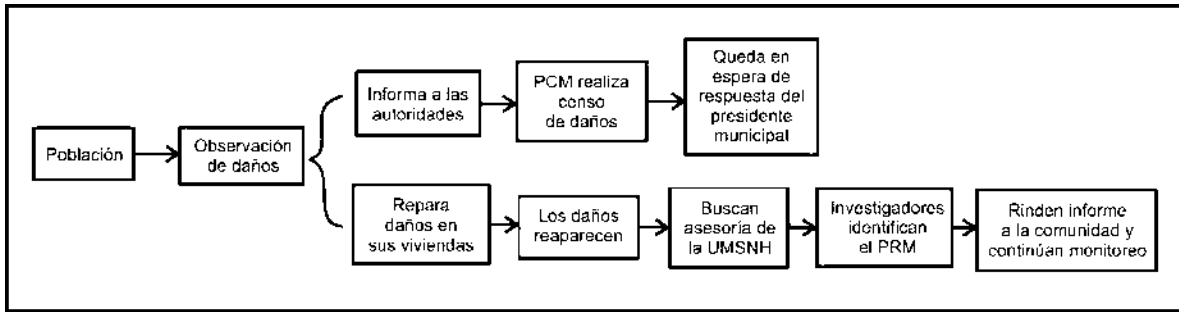 Población
Observación
de daños
Informa a las
autoridades
PCM realiza
censo
de daños
Queda en
espera de
respuesta del
presidente
municipal
Repara
daños en
sus viviendas
Los daños
reaparecen
Buscan
asesoría de
la UMSNH
Investigadores
identifican
el PRM
Rinden informe
a la comunidad y
continúan monitoreo